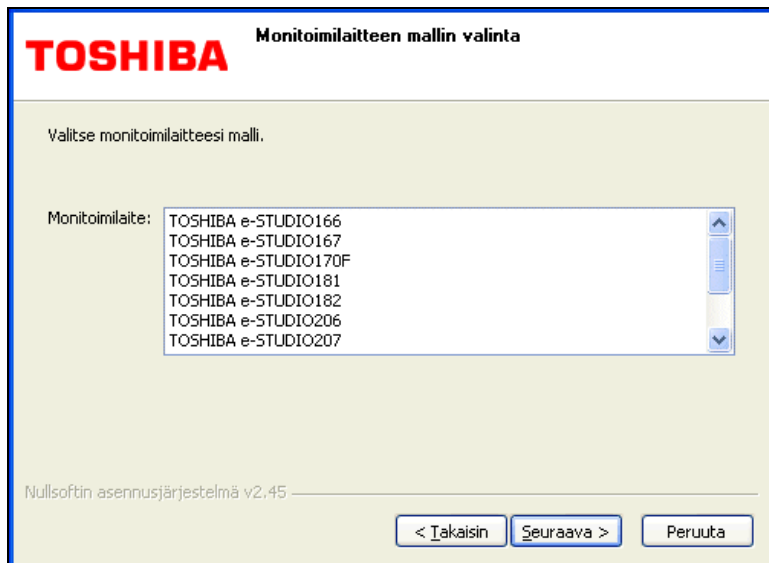 TOSHIBA
Monitoimilaitteen mallin valinta
Valitse monitoimilaitteesi malli.
Monitoimilaite:
TOSHIBA e-STUDIO166
TOSHIBA e-STUDIO167
TOSHIBA e-STUDIO170F
TOSHIBA e-STUDIO181
TOSHIBA e-STUDIO182
TOSHIBA e-STUDIO206
TOSHIBA e-STUDIO207
Nullsoftin asennusjärjestelmä v2.45
< Takaisin
Seuraava >
Peruuta